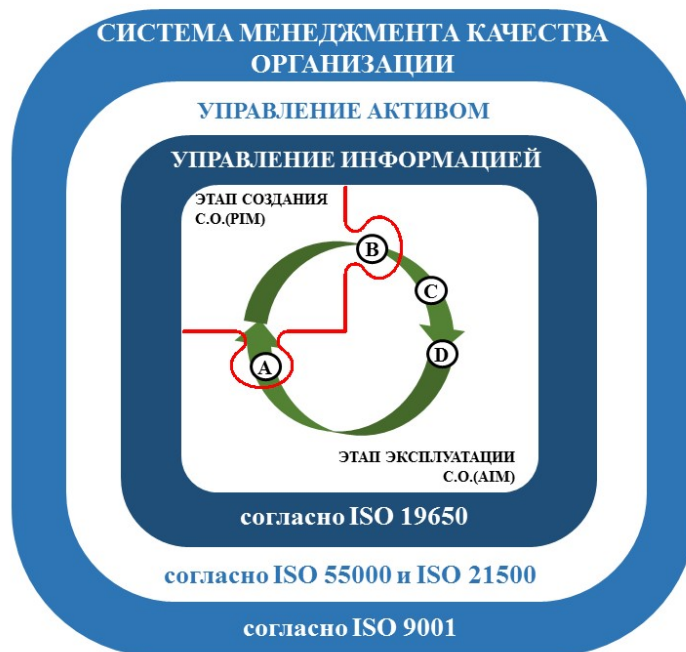 СИСТЕМА МЕНЕДЖМЕНТА КАЧЕСТВА
ОРГАНИЗАЦИИ
УПРАВЛЕНИЕ АКТИВОМ
УПРАВЛЕНИЕ ИНФОРМАЦИЕЙ
ЭТАП СОЗДАНИЯ
С.О.(PIM)
B
C
D
A
ЭТАП ЭКСПЛУАТАЦИИ
С.О.(AIM)
согласно ISO 19650
согласно ISO 55000 и ISO 21500
согласно ISO 9001